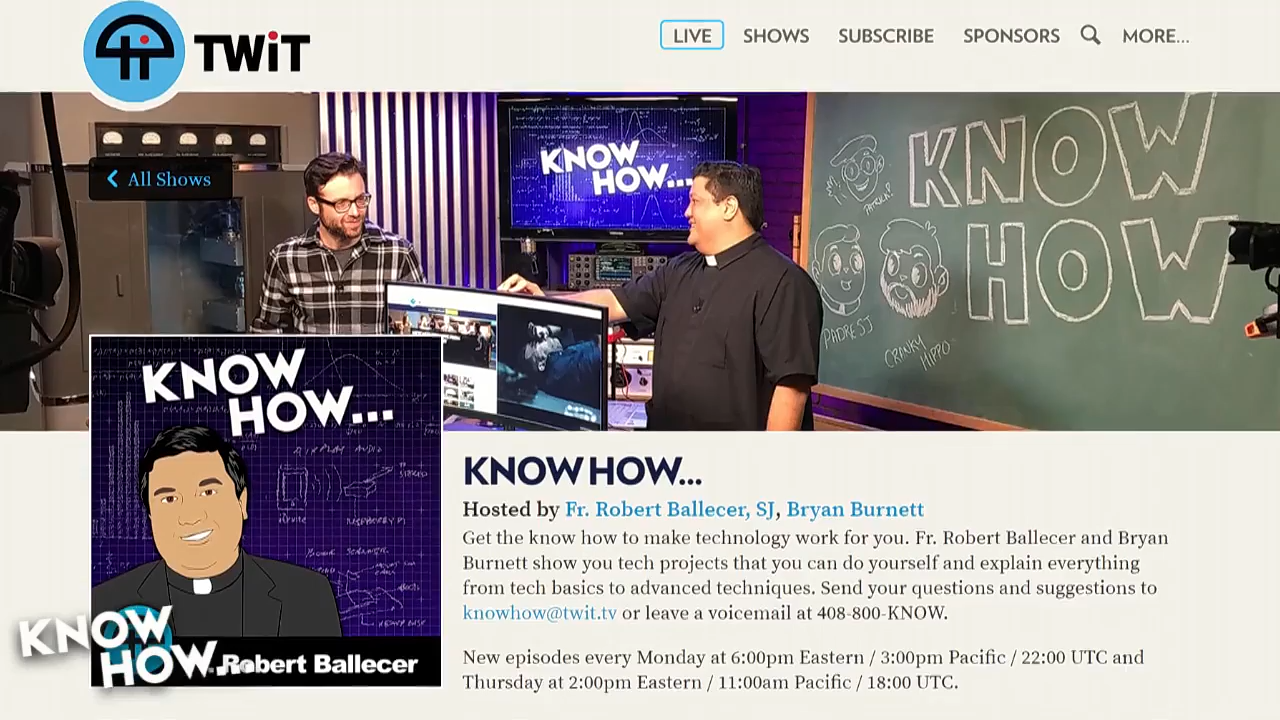 TWiT
LIVE
SHOWS
SUBSCRIBE
SPONSORS
MORE...
All Shows
KNOW
HOW...
KNOW
HOW
PADRESJ
CRANKY
HIPPO
KNOW
HOW...
Robert Ballecer
KNOW
HOW...
KNOW HOW...
Hosted by Fr. Robert Ballecer, SJ, Bryan Burnett
Get the know how to make technology work for you. Fr. Robert Ballecer and Bryan
Burnett show you tech projects that you can do yourself and explain everything
from tech basics to advanced techniques. Send your questions and suggestions to
knowhow@twit.tv or leave a voicemail at 408-800-KNOW.
New episodes every Monday at 6:00pm Eastern / 3:00pm Pacific / 22:00 UTC and
Thursday at 2:00pm Eastern / 11:00am Pacific / 18:00 UTC.